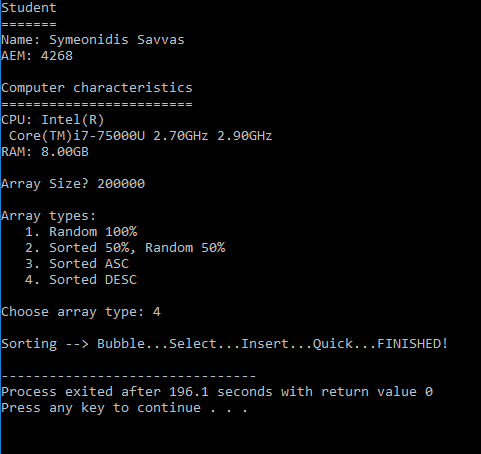 Student
=======
Name: Symeonidis Savvas
AEM: 4268
Computer characteristics
========================
CPU: Intel(R)
Core(TM)i7-75000U 2.70GHz 2.90GHz
RAM: 8.00GB
Array Size? 200000
Array types:
1. Random 100%
2. Sorted 50%, Random 50%
3. Sorted ASC
4. Sorted DESC
Choose array type: 4
Sorting --> Bubble...Select...Insert...Quick...FINISHED!
--------------------------------
Process exited after 196.1 seconds with return value 0
Press any key to continue . . .